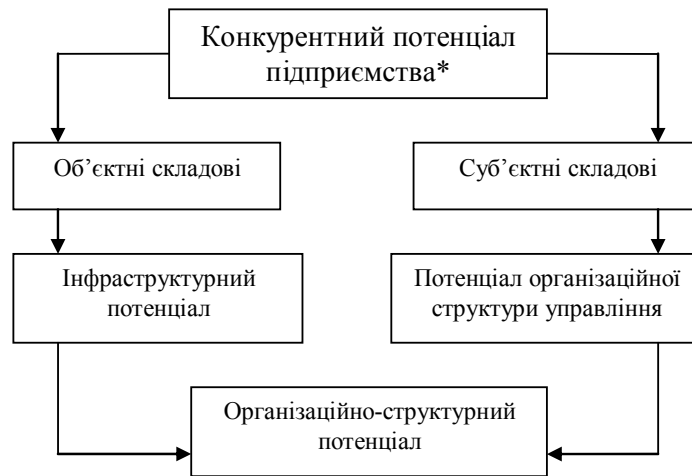 Конкурентний потенціал
підприємства*
Об’єктні складові
Суб’єктні складові
Інфраструктурний
потенціал
Потенціал організаційної
структури управління
Організаційно-структурний
потенціал